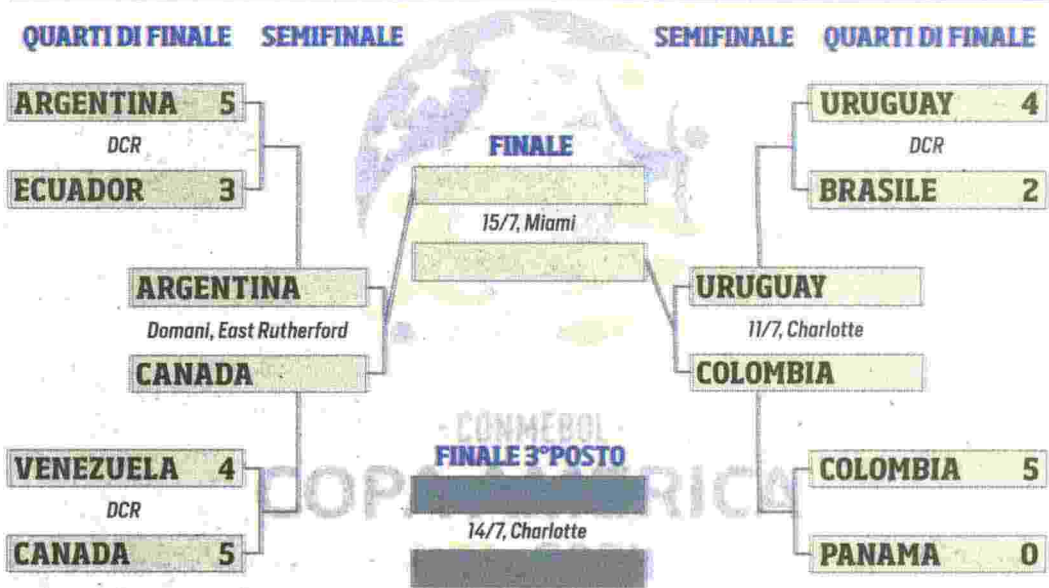 QUARTI DI FINALE SEMIFINALE SEMIFINALE QUARTI DI FINALE
ARGENTINA 5
DCR
ECUADOR 3
ARGENTINA
Domani, East Rutherford
CANADA
VENEZUELA 4
DCR
CANADA 5
FINALE
15/7, Miami
CONMEBOL
COPA AMERICA
FINALE 3°POSTO
14/7, Charlotte
URUGUAY 4
DCR
BRASILE 2
URUGUAY
11/7, Charlotte
COLOMBIA
COLOMBIA 5
PANAMA 0